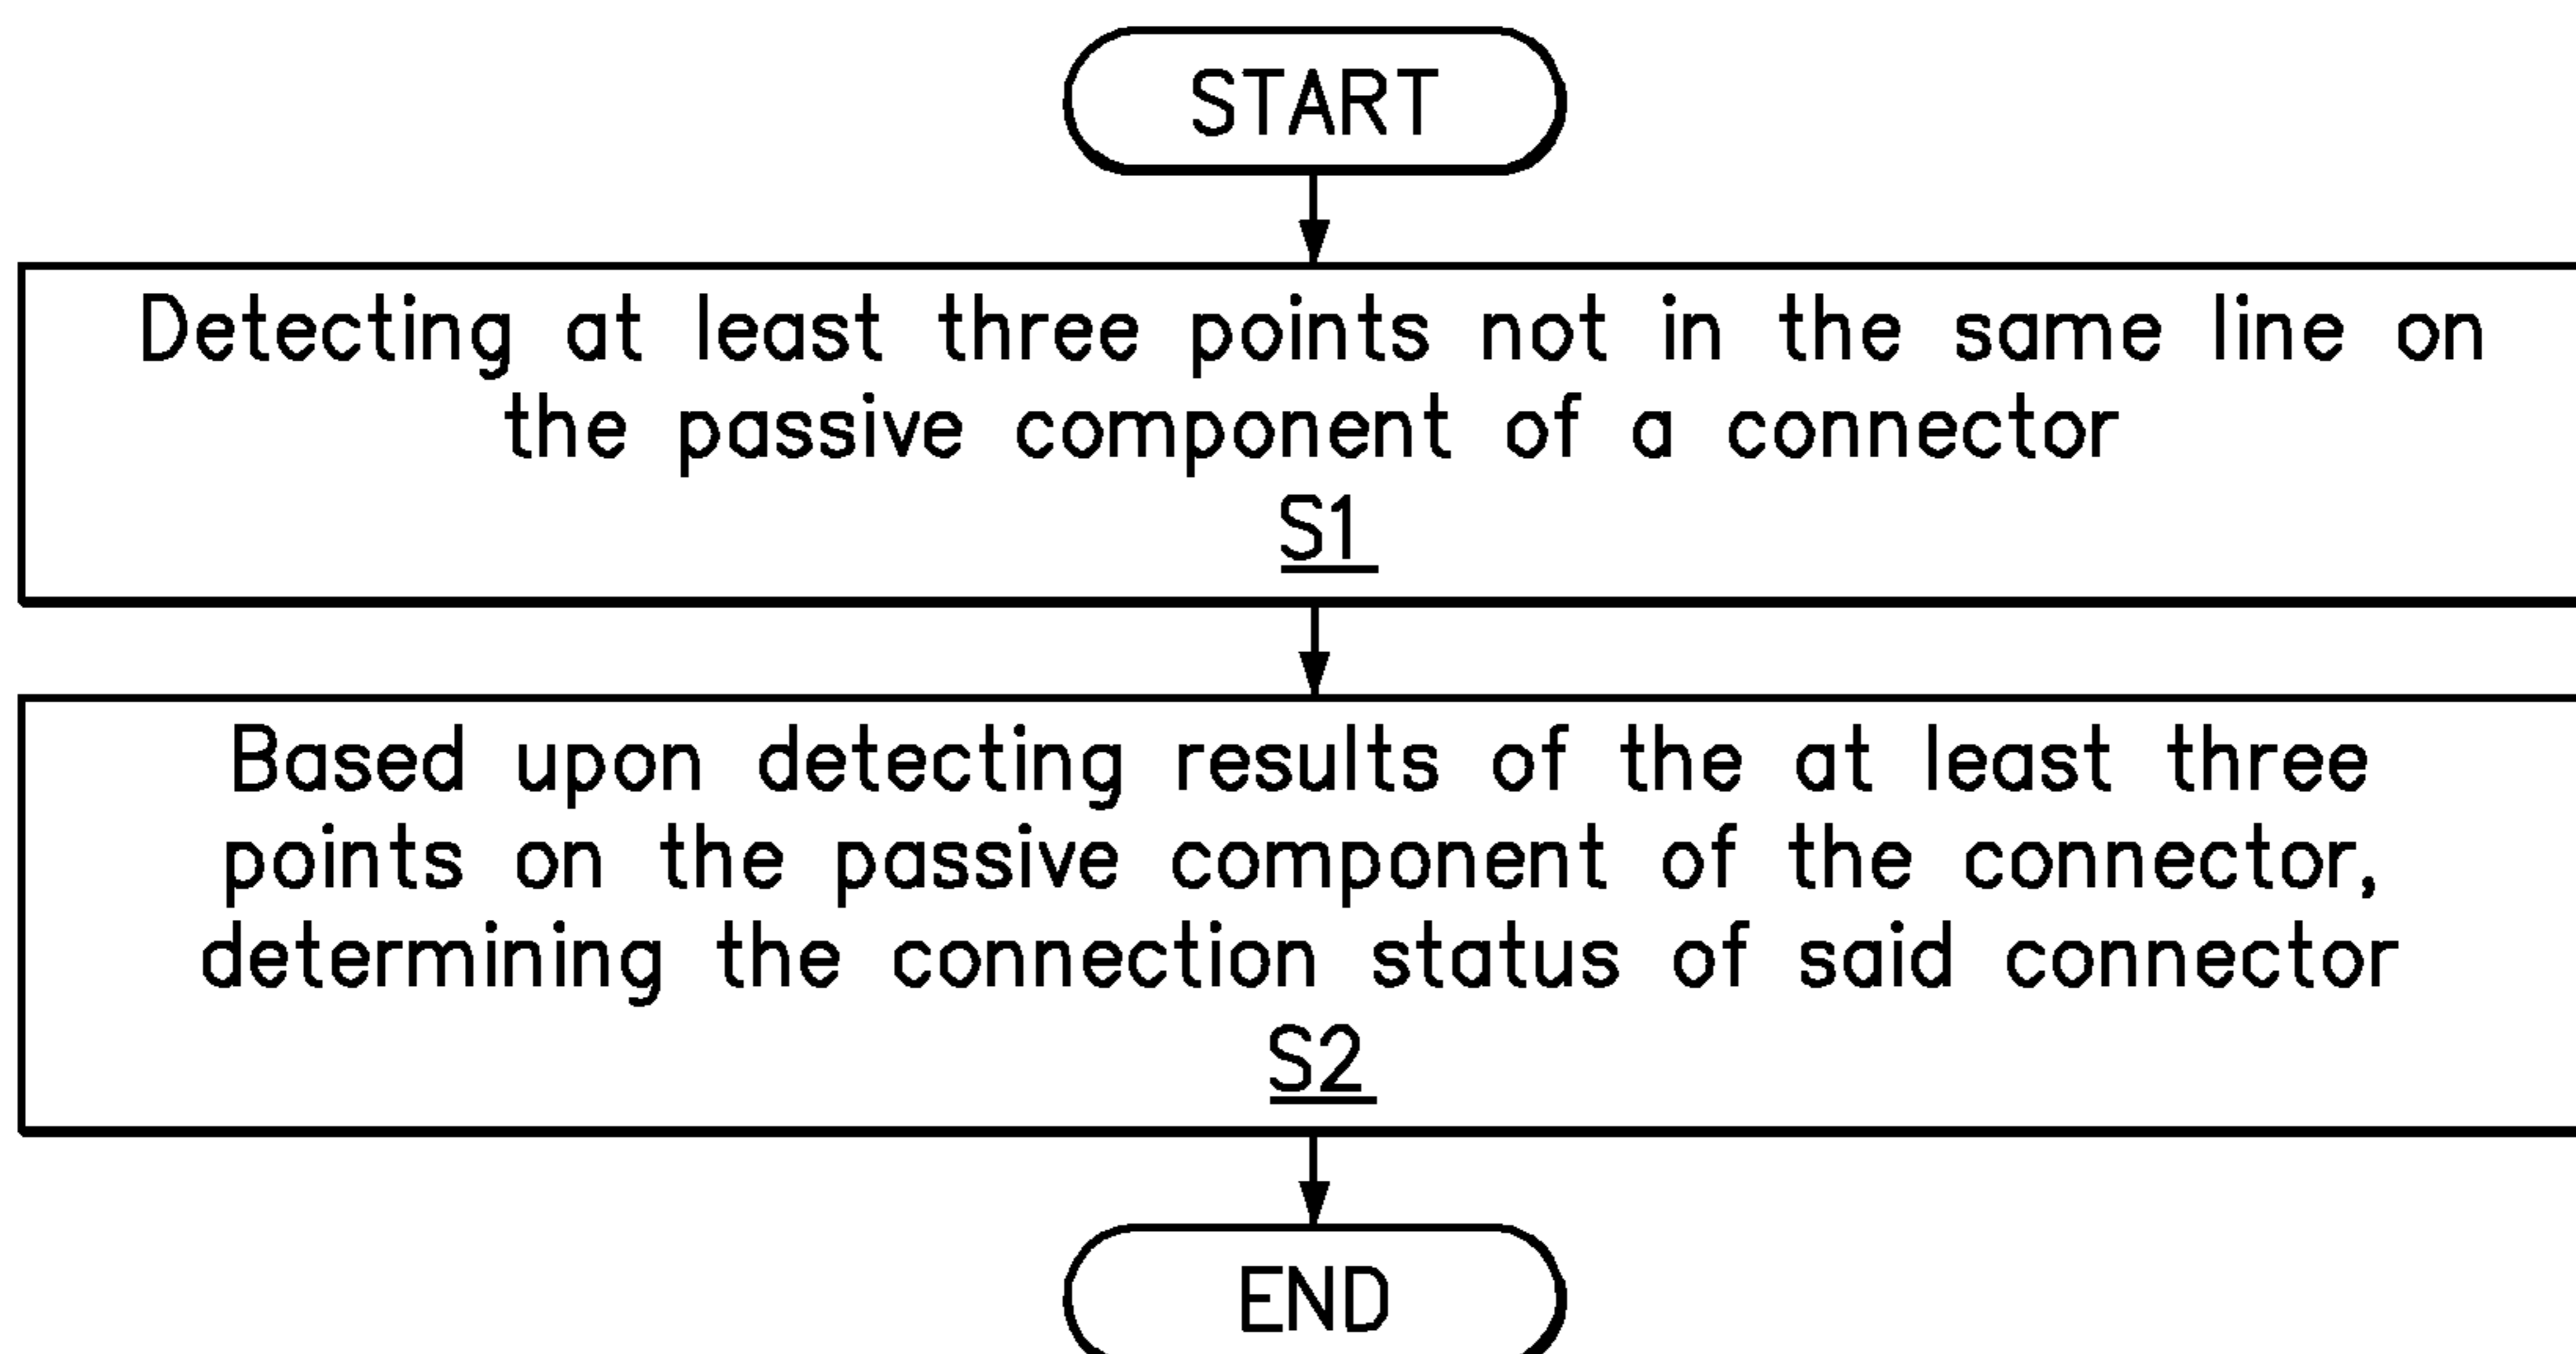 START
Detecting at least three points not in the same line on
the passive component of a connector
S1
Based upon detecting results of the at least three
points on the passive component of the connector,
determining the connection status of said connector
S2
END